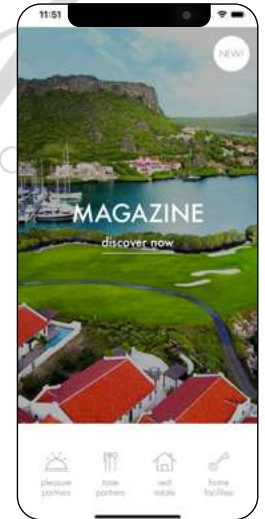 11:51
NEW!
MAGAZINE
discover now
pleasure
partners
taste
partners
real
estate
home
facilities